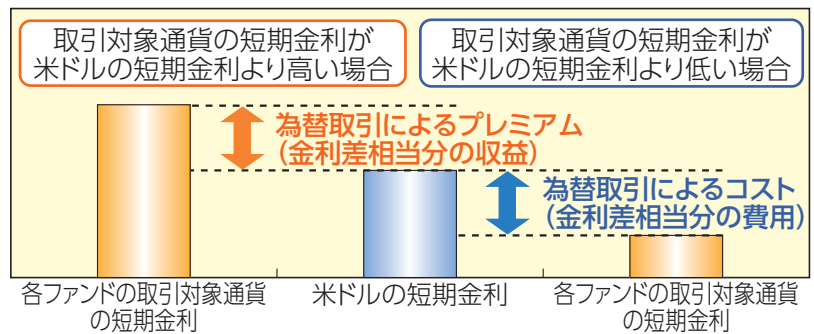 取引対象通貨の短期金利が
米ドルの短期金利より高い場合
取引対象通貨の短期金利が
米ドルの短期金利より低い場合
為替取引によるプレミアム
（金利差相当分の収益）
為替取引によるコスト
（金利差相当分の費用）
各ファンドの取引対象通貨
の短期金利
米ドルの短期金利
各ファンドの取引対象通貨
の短期金利